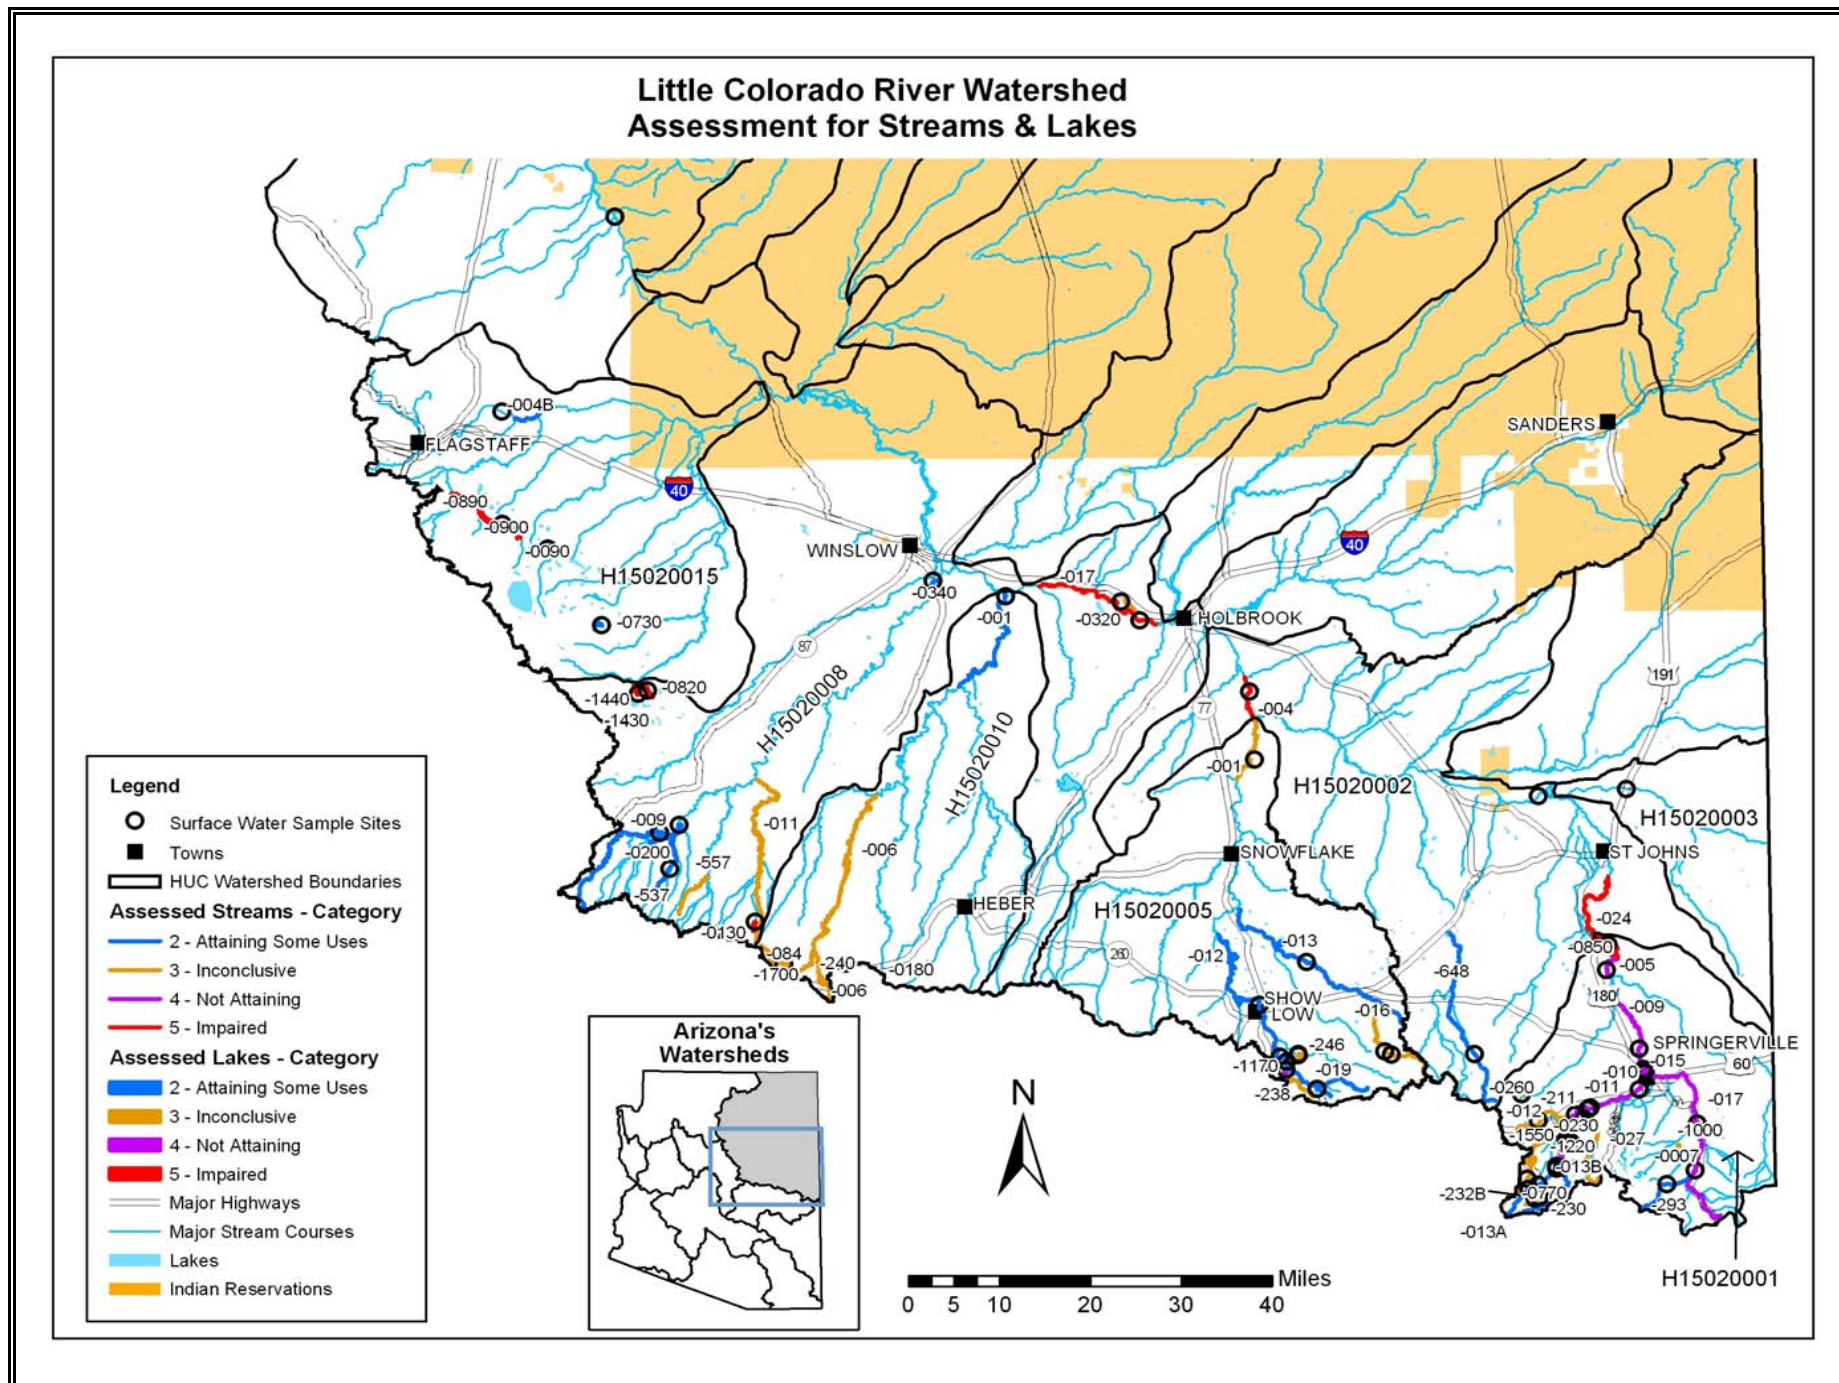 Little Colorado River Watershed
Assessment for Streams & Lakes
-004B
FLAGSTAFF
SANDERS
40
-0890
-0900
-0090
WINSLOW
40
H15020015
-017
-0340
-001
-0320
HOLBROOK
-0730
87
191
-0820
-1440
-1430
H15020008
77
-004
H15020010
-001
H15020002
H15020003
-009
-011
-006
-0200
-557
SNOWFLAKE
ST JOHNS
-537
HEBER
H15020005
-024
-0130
-013
-084
-1700
-240
-0180
260
-012
-0850
-005
-648
-006
180
SHOW
LOW
-016
-009
-246
SPRINGERVILLE
-015
-1170
-019
-010
60
-238
-0260
-011
-211
-017
-012
-0230
-027
-1000
-1550
-1220
-0007
-013B
-232B
-0770
-230
-293
-013A
H15020001
Legend
Surface Water Sample Sites
Towns
HUC Watershed Boundaries
Assessed Streams - Category
2 - Attaining Some Uses
3 - Inconclusive
4 - Not Attaining
5 - Impaired
Assessed Lakes - Category
2 - Attaining Some Uses
3 - Inconclusive
4 - Not Attaining
5 - Impaired
Major Highways
Major Stream Courses
Lakes
Indian Reservations
Arizona's
Watersheds
N
Miles
0 5 10 20 30 40